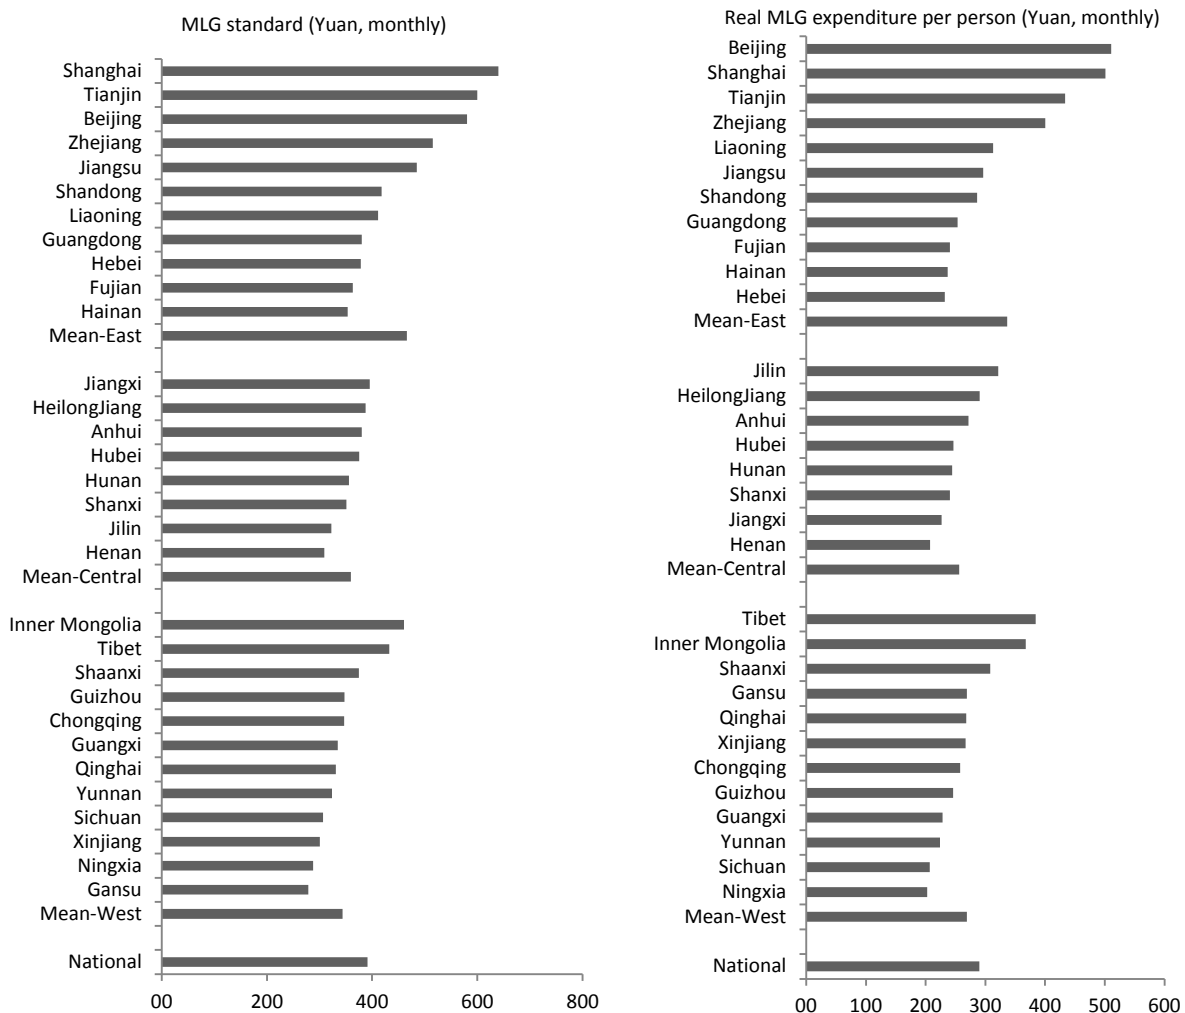 MLG standard (Yuan, monthly)
Shanghai
Tianjin
Beijing
Zhejiang
Jiangsu
Shandong
Liaoning
Guangdong
Hebei
Fujian
Hainan
Mean-East
Jiangxi
HeilongJiang
Anhui
Hubei
Hunan
Shanxi
Jilin
Henan
Mean-Central
Inner Mongolia
Tibet
Shaanxi
Guizhou
Chongqing
Guangxi
Qinghai
Yunnan
Sichuan
Xinjiang
Ningxia
Gansu
Mean-West
National
00 200 400 600 800
Real MLG expenditure per person (Yuan, monthly)
Beijing
Shanghai
Tianjin
Zhejiang
Liaoning
Jiangsu
Shandong
Guangdong
Fujian
Hainan
Hebei
Mean-East
Jilin
HeilongJiang
Anhui
Hubei
Hunan
Shanxi
Jiangxi
Henan
Mean-Central
Tibet
Inner Mongolia
Shaanxi
Gansu
Qinghai
Xinjiang
Chongqing
Guizhou
Guangxi
Yunnan
Sichuan
Ningxia
Mean-West
National
00 100 200 300 400 500 600